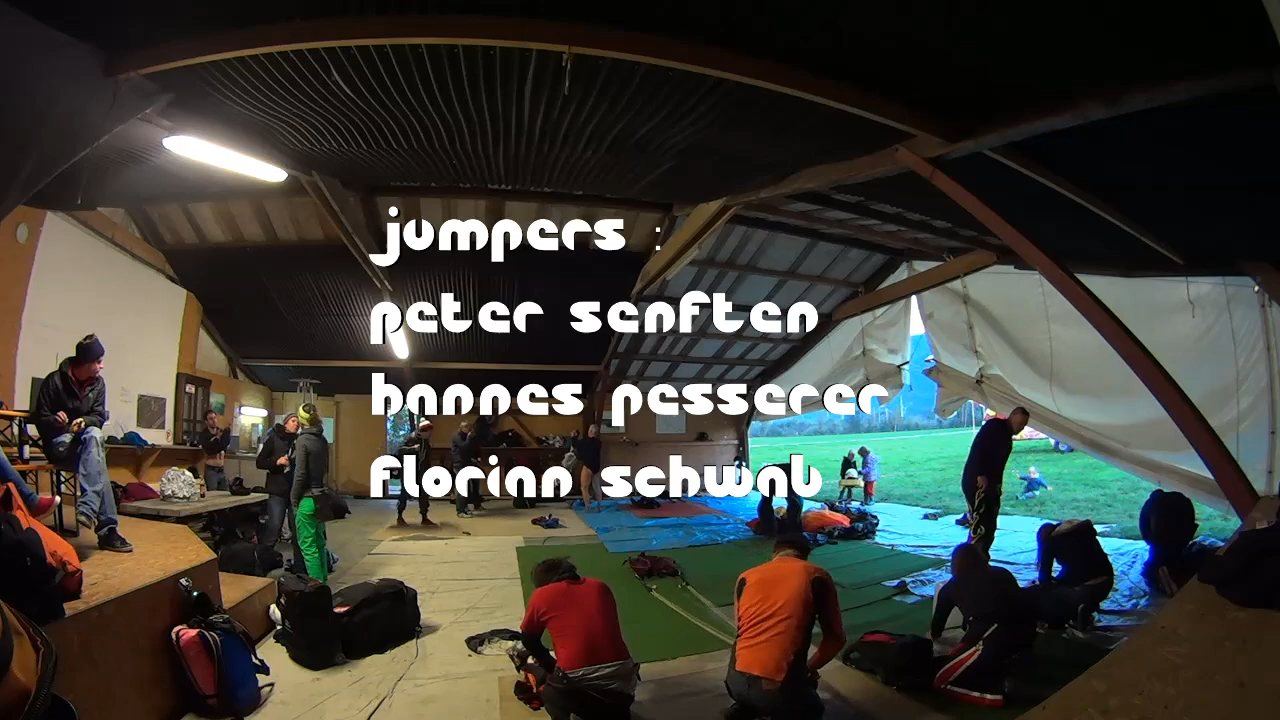 jumpers :
peter senften
hannes pesserer
florian schwab